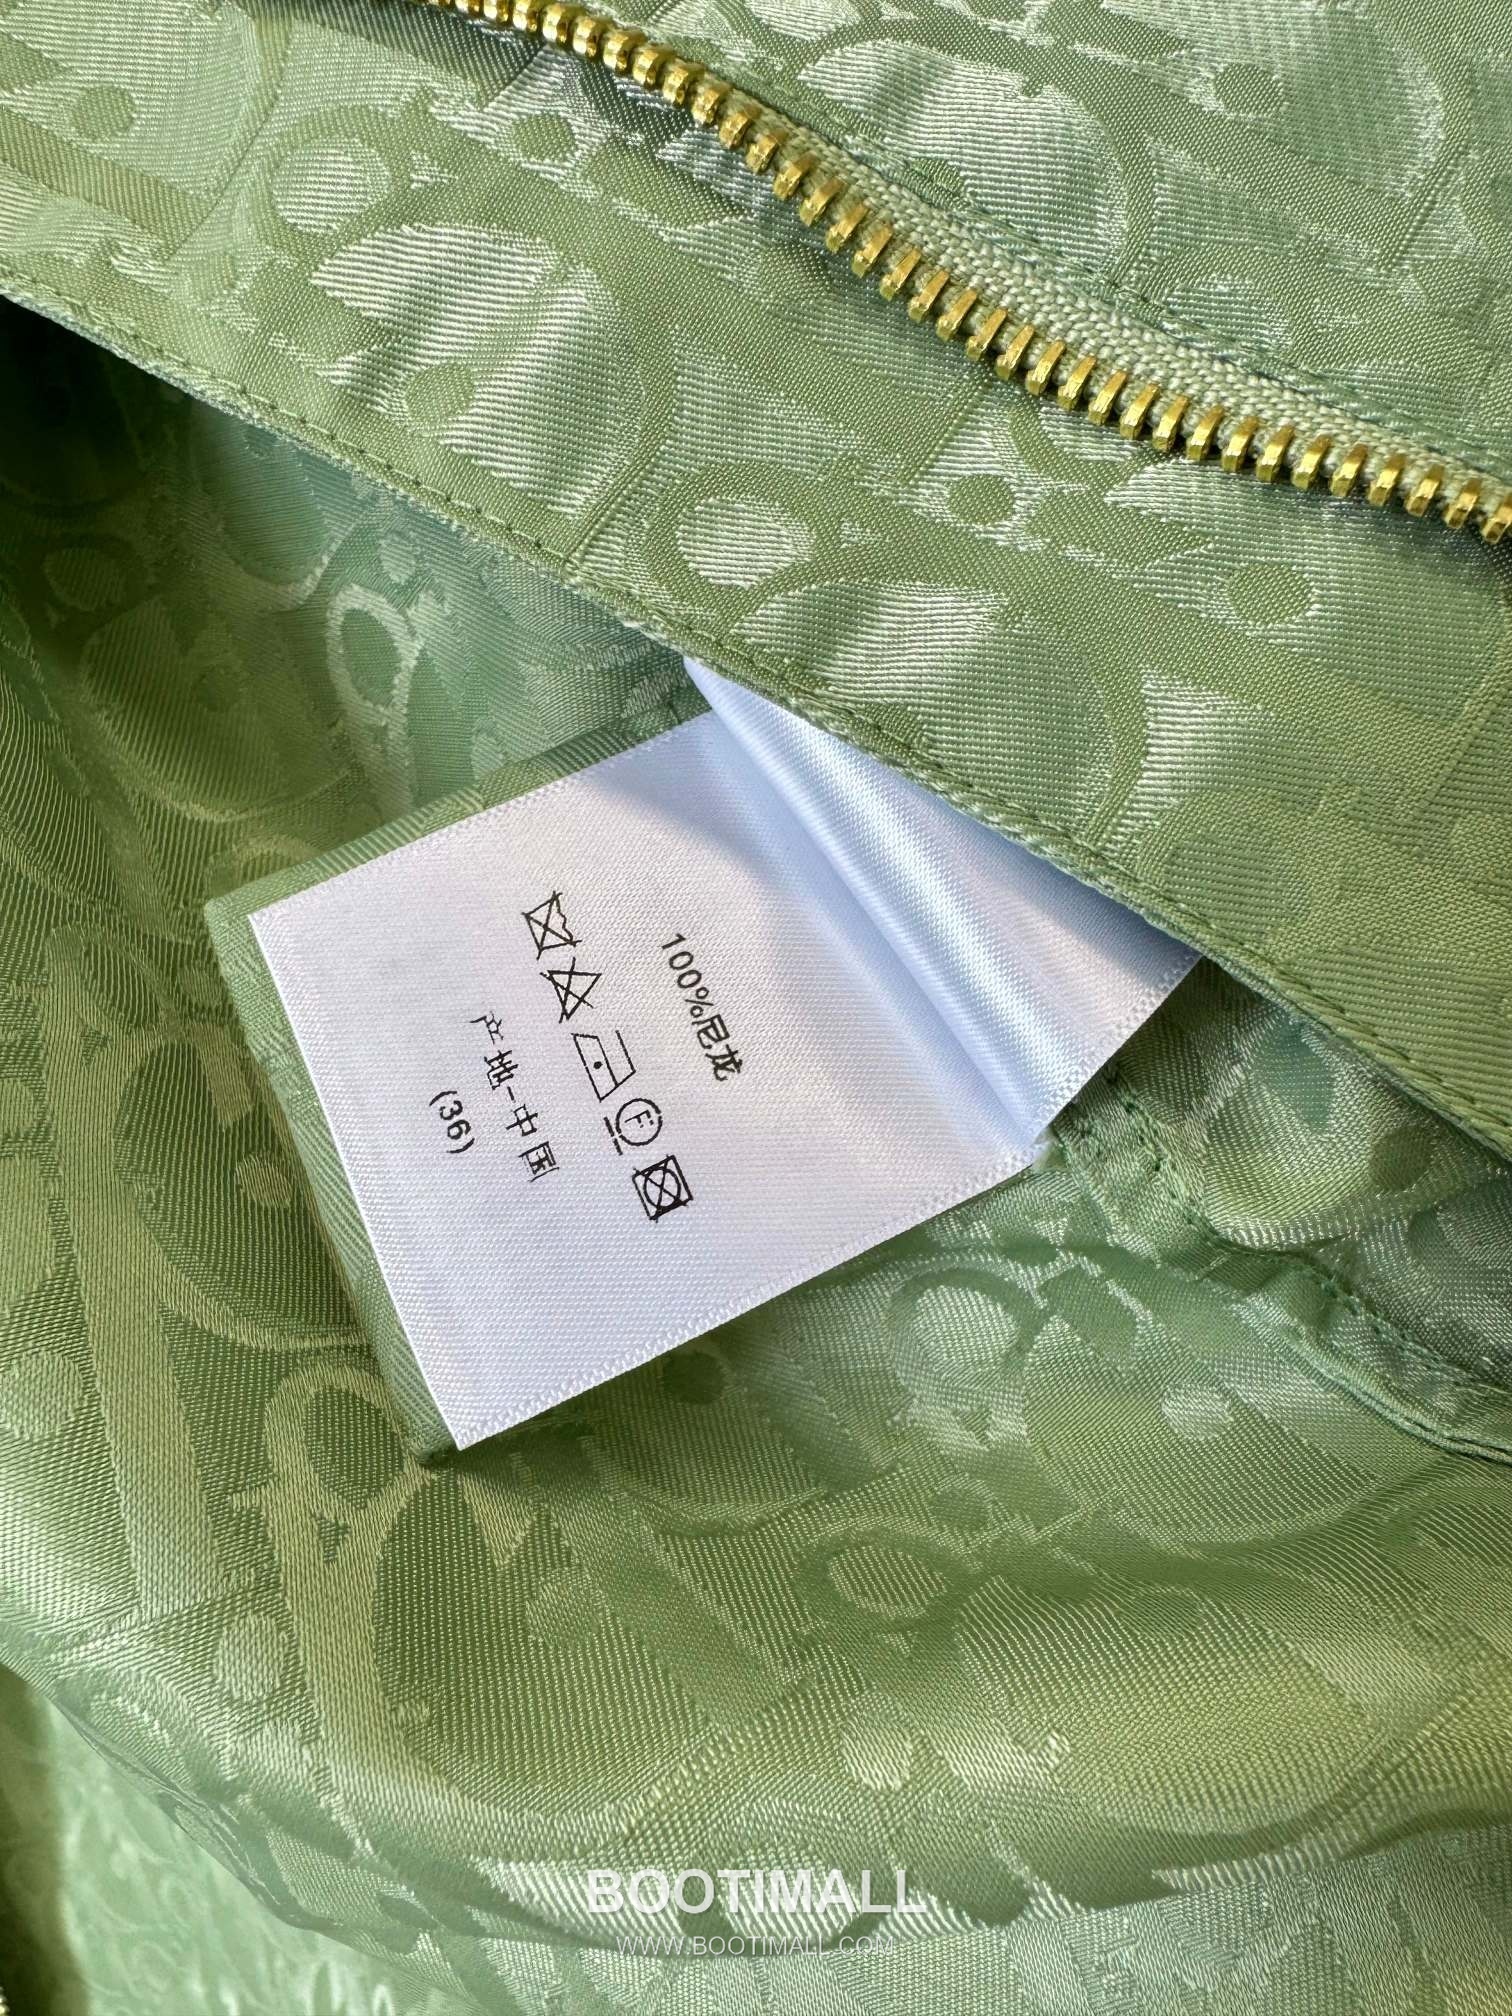 100%尼龙
F
产地-中国
(36)
BOOTIMALL
WWW.BOOTIMALL.COM